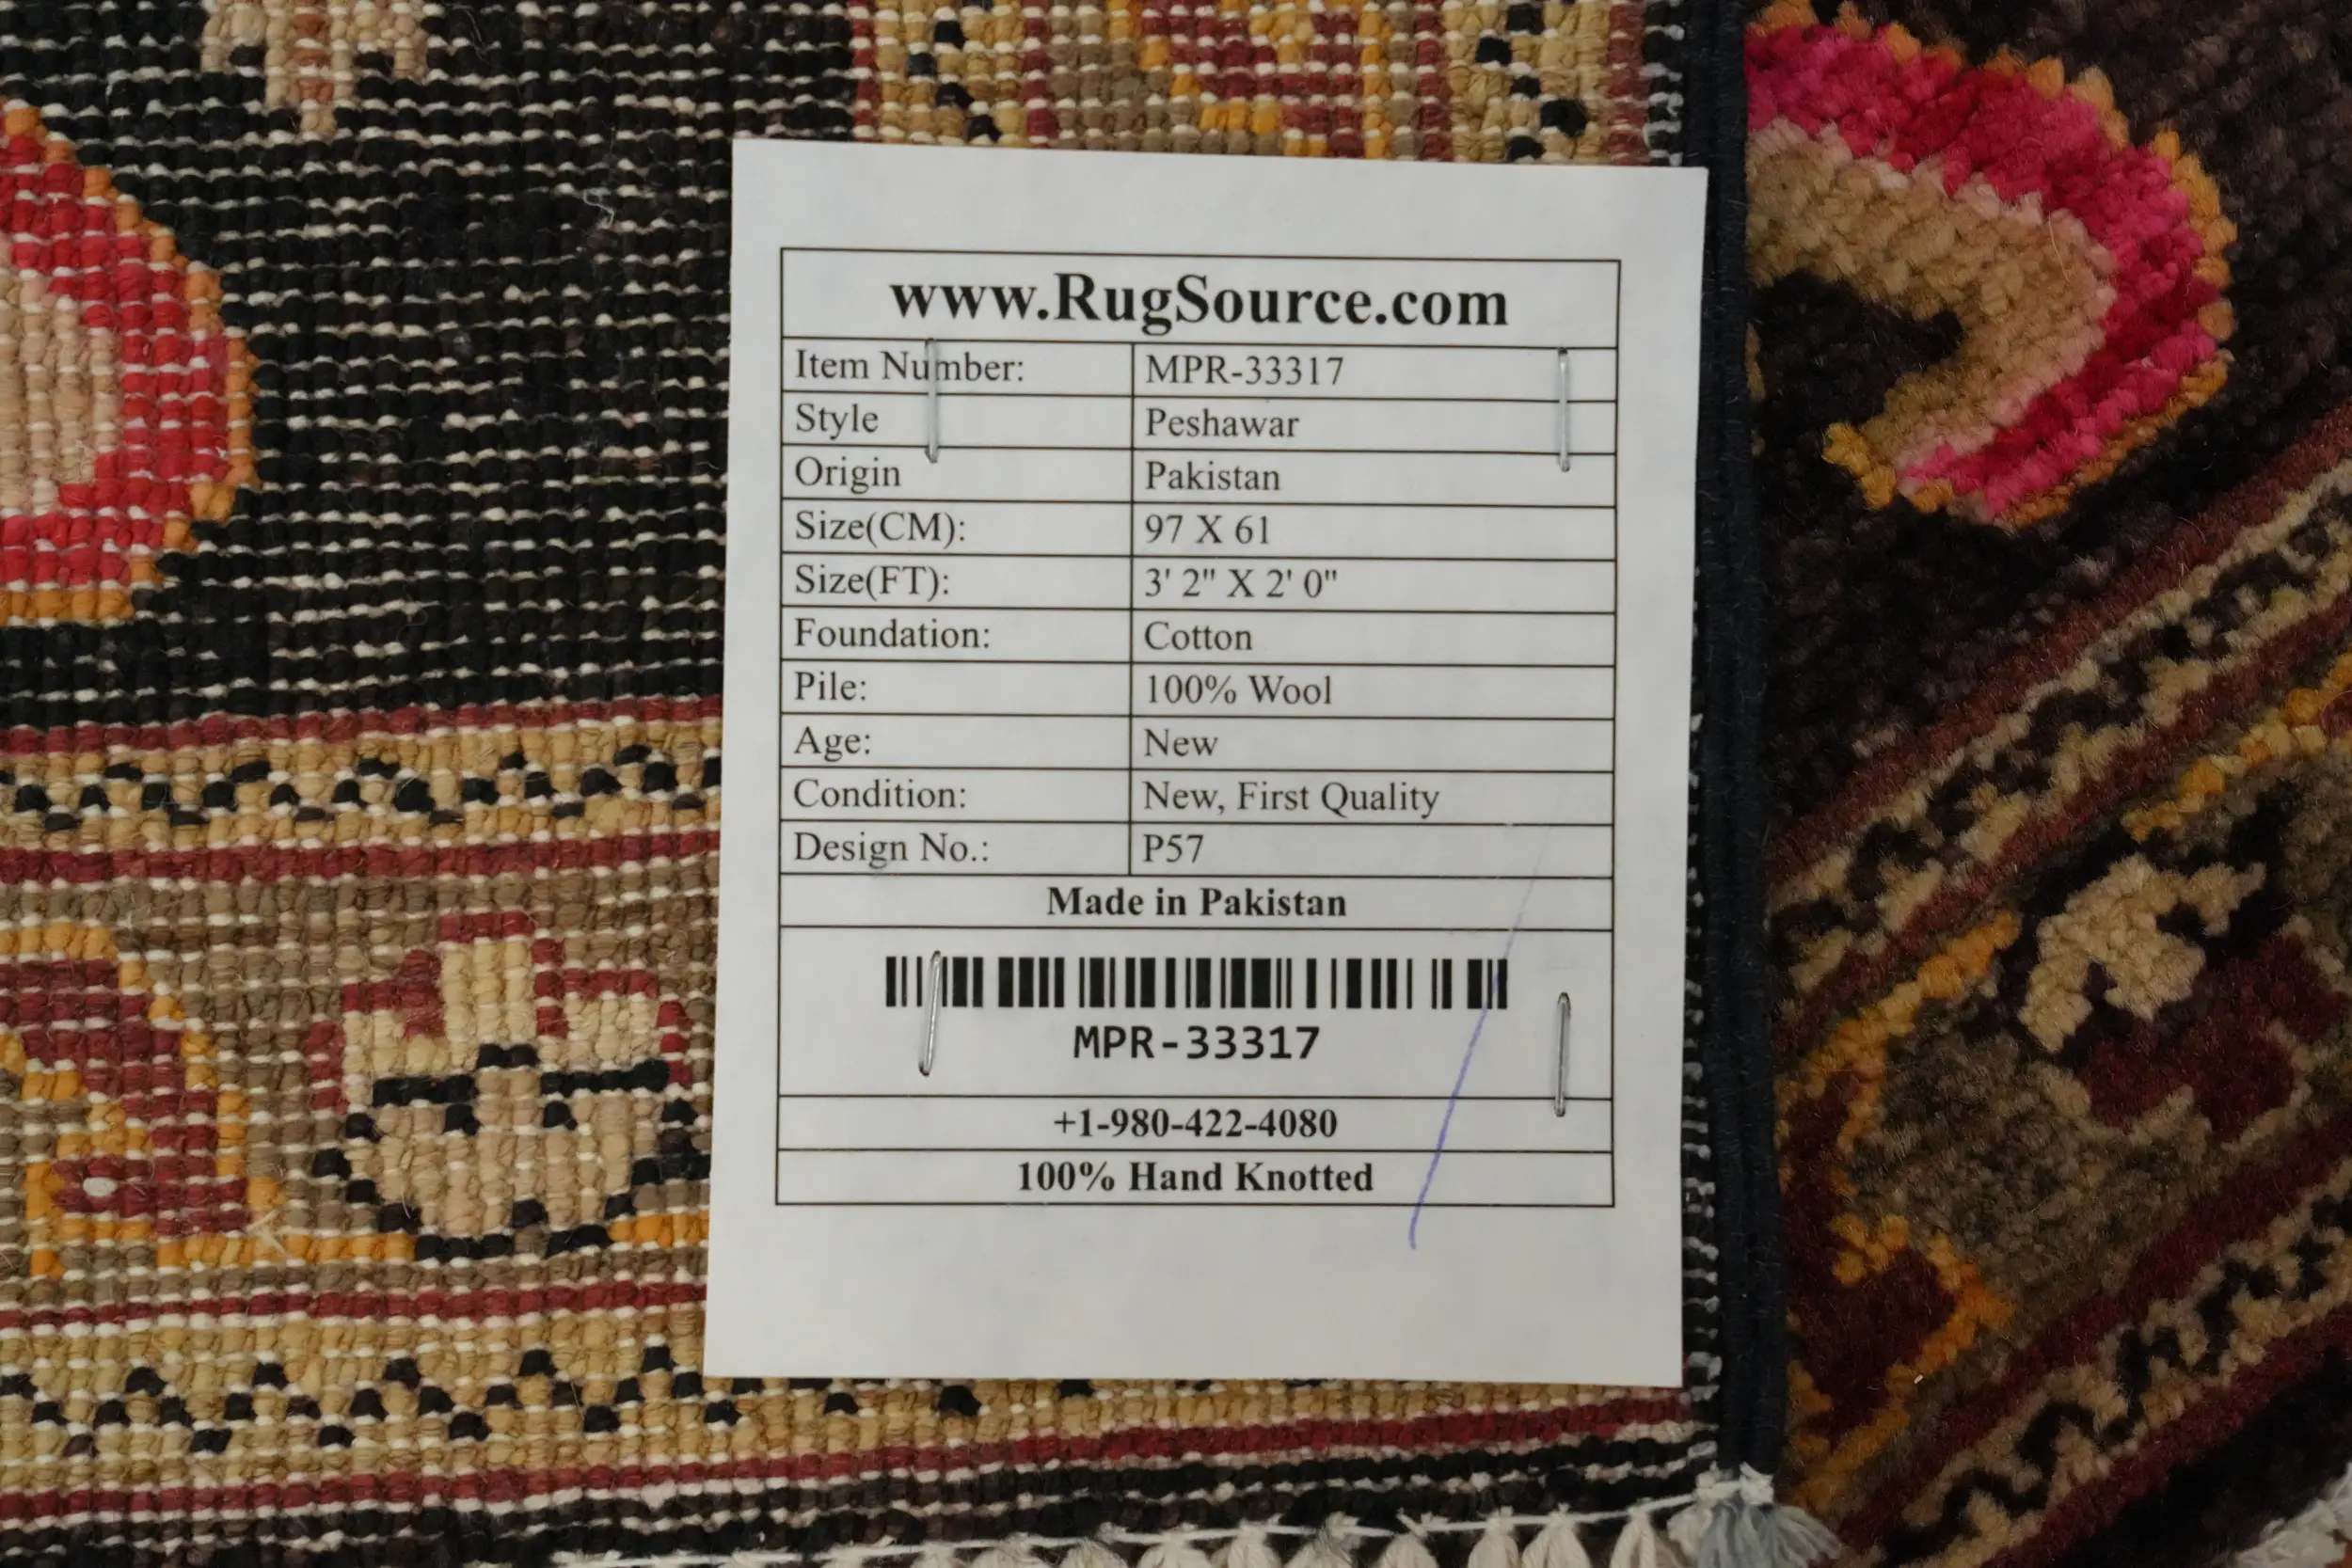 www.RugSource.com
Item Number: MPR-33317
Style Peshawar
Origin Pakistan
Size(CM): 97 X 61
Size(FT): 3' 2" X 2' 0"
Foundation: Cotton
Pile: 100% Wool
Age: New
Condition: New, First Quality
Design No.: P57
Made in Pakistan
MPR-33317
+1-980-422-4080
100% Hand Knotted